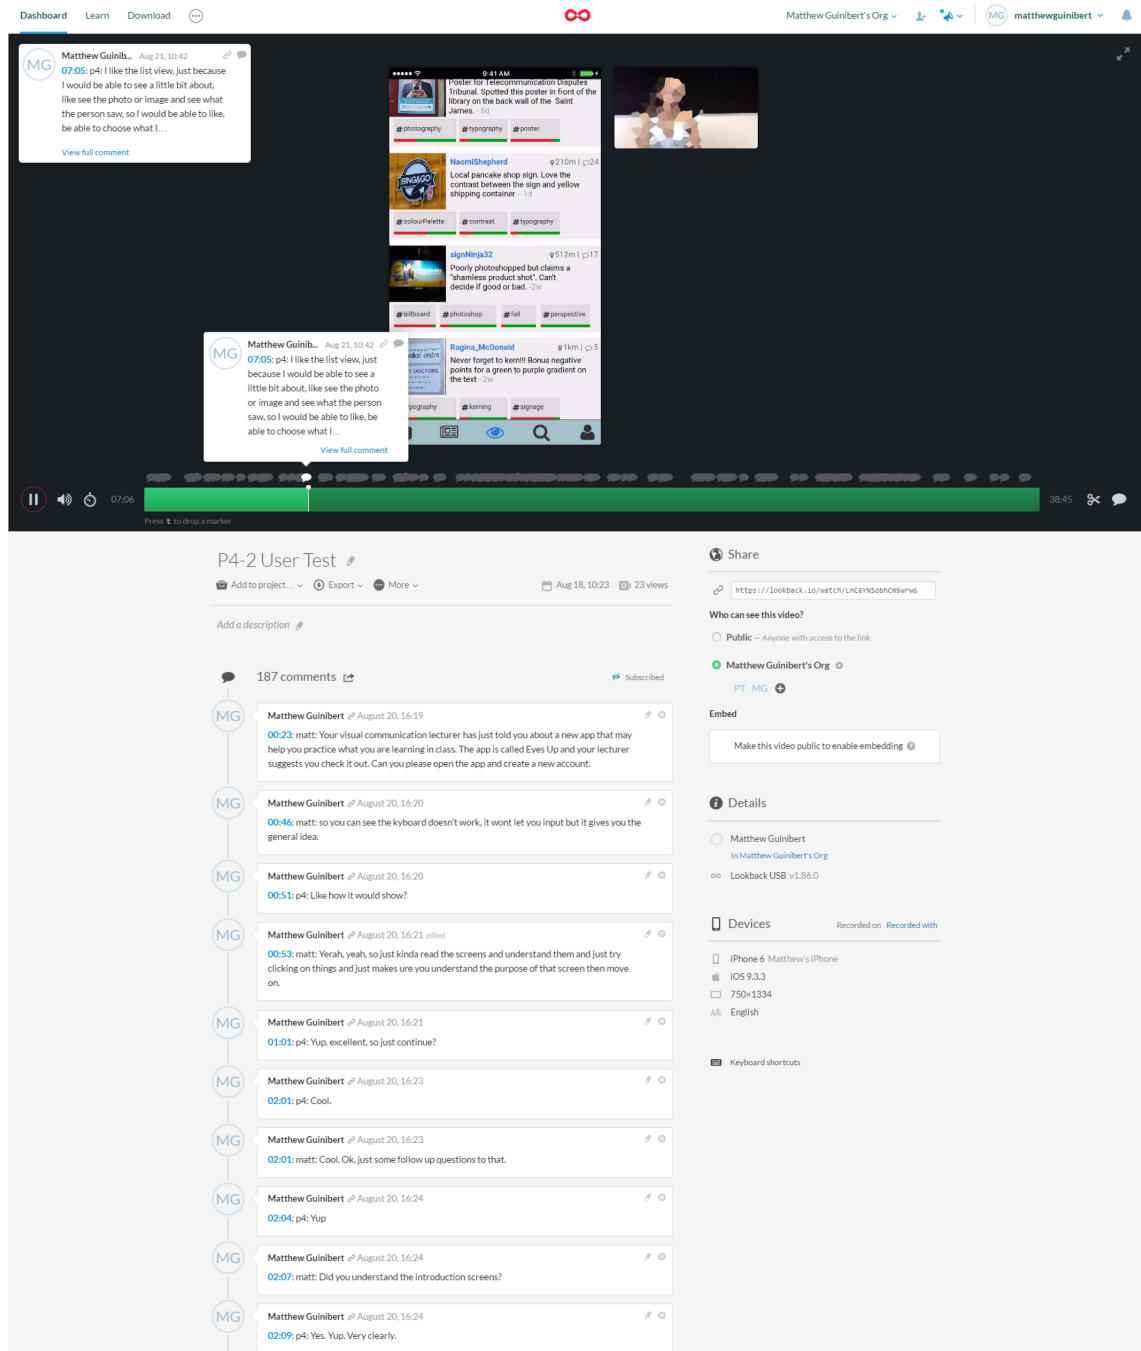 Dashboard Learn Download
Matthew Guinibert's Org
MG matthewguinibert
MG
Matthew Guinib... Aug 21, 10:42
07:05: p4: I like the list view, just because
I would be able to see a little bit about,
like see the photo or image and see what
the person saw, so I would be able to like,
be able to choose what I...
View full comment
9:41 AM
Poster for Telecommunication Disputes
Tribunal. Spotted this poster in front of the
library on the back wall of the Saint
James. - 5d
#photography #typography #poster
SING&GO
NaomiShepherd 210m | 24
Local pancake shop sign. Love the
contrast between the sign and yellow
shipping container - 1d
#colourPalette #contrast #typography
signNinja32 512m | 17
Poorly photoshopped but claims a
"shamless product shot". Can't
decide if good or bad. -2w
#billboard #photoshop #fail #perspective
Ragina_McDonald 1km | 5
Never forget to kern!!! Bonus negative
points for a green to purple gradient on
the text - 2w
pography #kerning #signage
MG
Matthew Guinib... Aug 21, 10:42
07:05: p4: I like the list view, just
because I would be able to see a
little bit about, like see the photo
or image and see what the person
saw, so I would be able to like, be
able to choose what I...
View full comment
07:06
38:45
Press t to drop a marker
P4-2 User Test
Add to project... Export More
Aug 18, 10:23 23 views
Add a description
187 comments
Subscribed
MG
Matthew Guinibert August 20, 16:19
00:23: matt: Your visual communication lecturer has just told you about a new app that may
help you practice what you are learning in class. The app is called Eyes Up and your lecturer
suggests you check it out. Can you please open the app and create a new account.
MG
Matthew Guinibert August 20, 16:20
00:46: matt: so you can see the kyboard doesn't work, it wont let you input but it gives you the
general idea.
MG
Matthew Guinibert August 20, 16:20
00:51: p4: Like how it would show?
MG
Matthew Guinibert August 20, 16:21 edited
00:53: matt: Yerah, yeah, so just kinda read the screens and understand them and just try
clicking on things and just makes ure you understand the purpose of that screen then move
on.
MG
Matthew Guinibert August 20, 16:21
01:01: p4: Yup, excellent, so just continue?
MG
Matthew Guinibert August 20, 16:23
02:01: p4: Cool.
MG
Matthew Guinibert August 20, 16:23
02:01: matt: Cool. Ok, just some follow up questions to that.
MG
Matthew Guinibert August 20, 16:24
02:04: p4: Yup
MG
Matthew Guinibert August 20, 16:24
02:07: matt: Did you understand the introduction screens?
MG
Matthew Guinibert August 20, 16:24
02:09: p4: Yes. Yup. Very clearly.
Share
Who can see this video?
Public — Anyone with access to the link
Matthew Guinibert's Org
PT MG
Embed
Make this video public to enable embedding
Details
Matthew Guinibert
In Matthew Guinibert's Org
Lookback USB v1.86.0
Devices
Recorded on Recorded with
iPhone 6 Matthew's iPhone
iOS 9.3.3
750×1334
English
Keyboard shortcuts